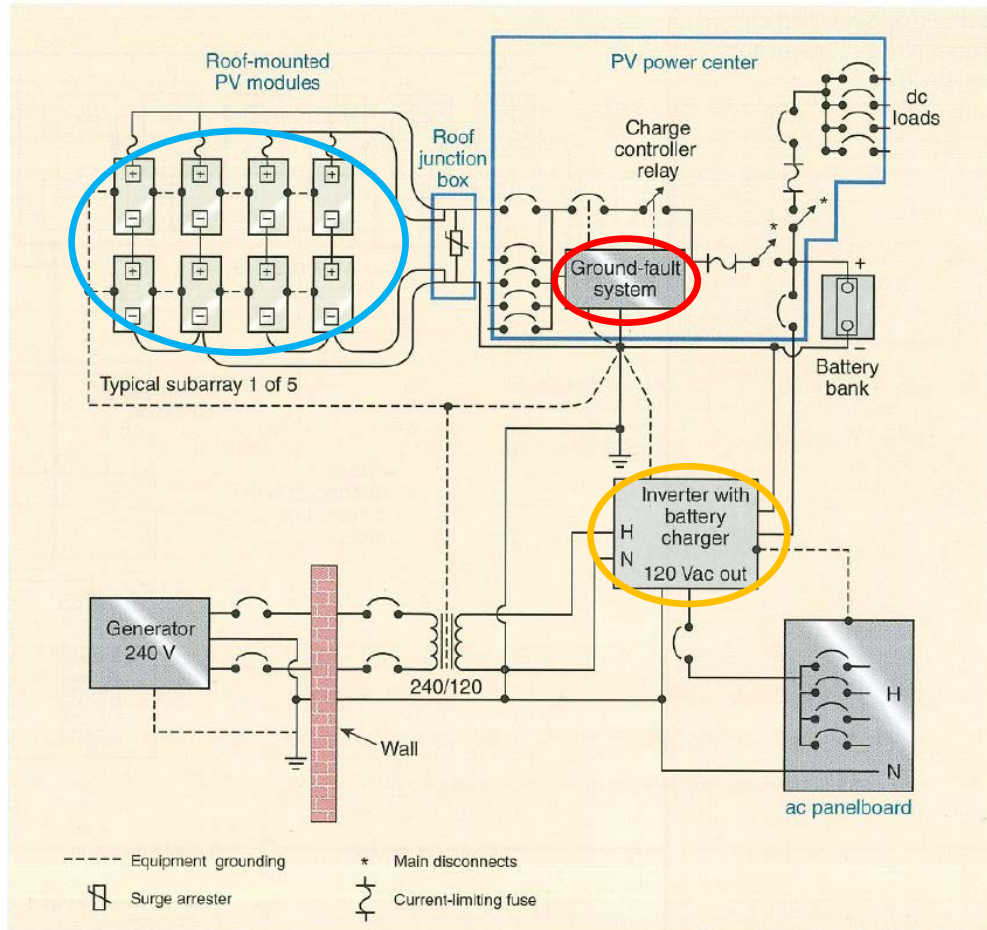 Roof-mounted
PV modules
PV power center
Roof
junction
box
Charge
controller
relay
dc
loads
+ + + +
− − − −
+ + + +
− − − −
Ground-fault
system
*
*
+
−
Battery
bank
Typical subarray 1 of 5
Inverter with
battery
charger
H
N
120 Vac out
Generator
240 V
240/120
Wall
H
N
ac panelboard
Equipment grounding
* Main disconnects
Surge arrester
Current-limiting fuse